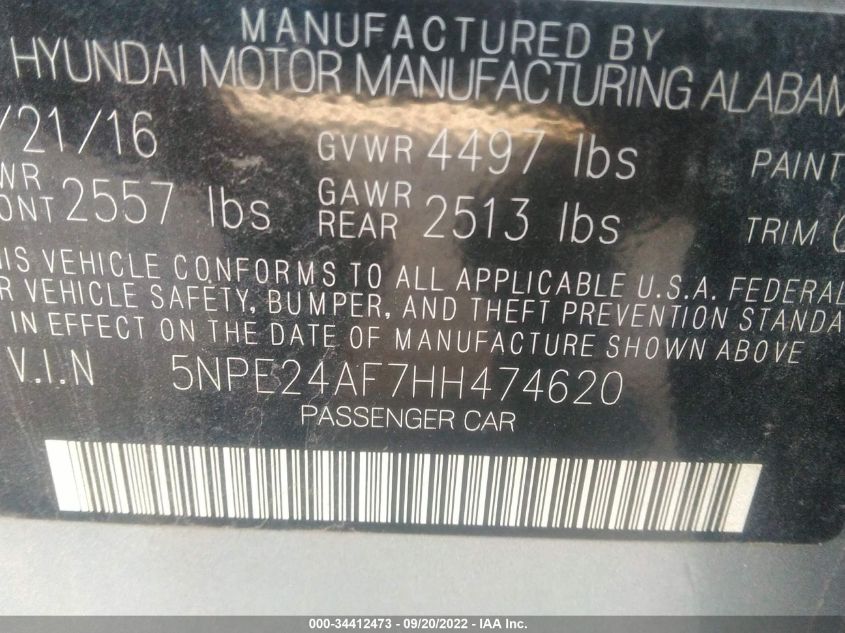 MANUFACTURED BY
HYUNDAI MOTOR MANUFACTURING ALABAM
/21/16 GVWR 4497 lbs PAINT
WR
ONT 2557 lbs GAWR
REAR 2513 lbs TRIM
IS VEHICLE CONFORMS TO ALL APPLICABLE U.S.A. FEDERAL
R VEHICLE SAFETY, BUMPER, AND THEFT PREVENTION STANDA
IN EFFECT ON THE DATE OF MANUFACTURE SHOWN ABOVE
V.I.N 5NPE24AF7HH474620
PASSENGER CAR
000-34412473 - 09/20/2022 - IAA Inc.